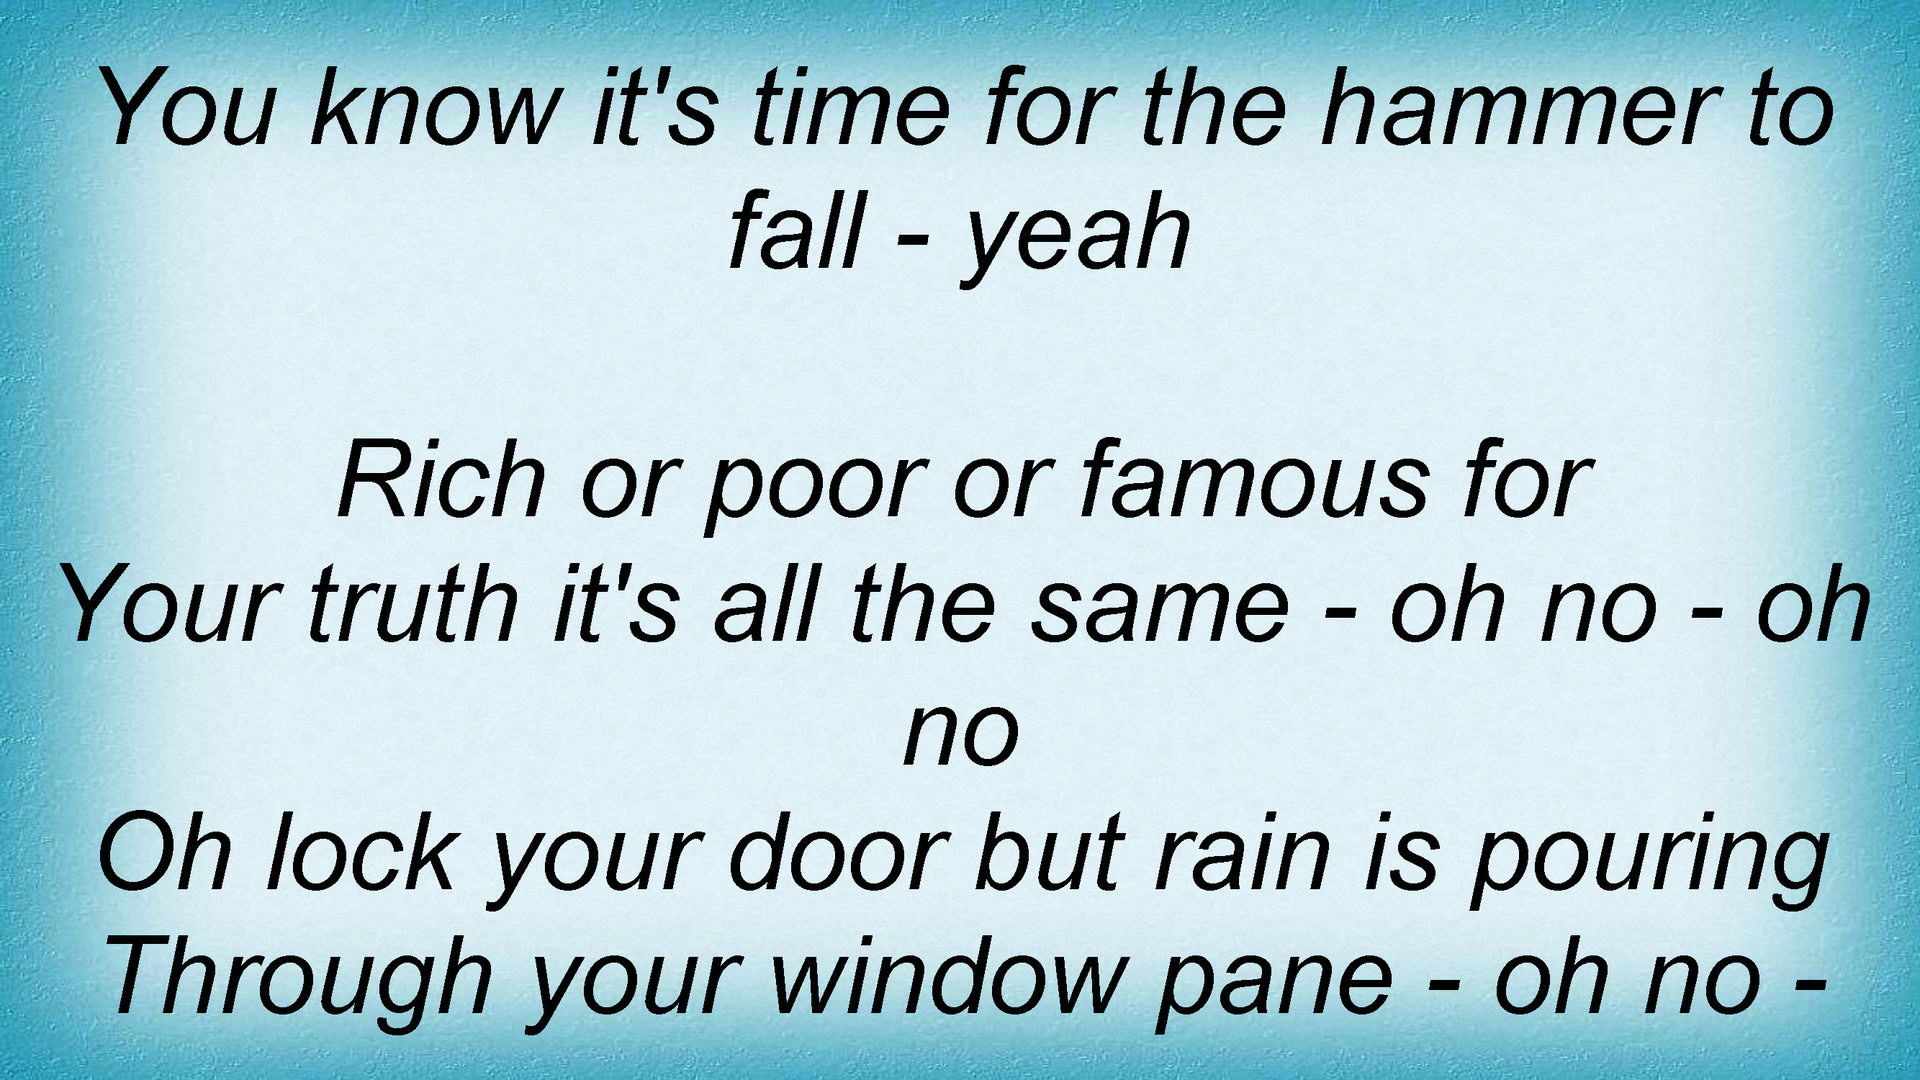 You know it's time for the hammer to
fall - yeah
Rich or poor or famous for
Your truth it's all the same - oh no - oh
no
Oh lock your door but rain is pouring
Through your window pane - oh no -